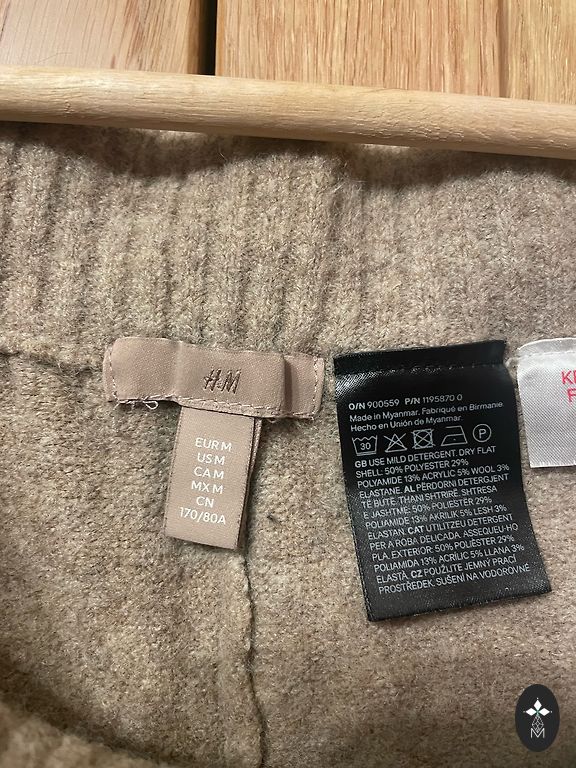 H&M
EUR M
US M
CA M
MX M
CN
170/80A
O/N 900559 P/N 1195870 0
Made in Myanmar. Fabriqué en Birmanie
Hecho en Unión de Myanmar.
30
P
GB USE MILD DETERGENT. DRY FLAT
SHELL: 50% POLYESTER 29%
POLYAMIDE 13% ACRYLIC 5% WOOL 3%
ELASTANE. AL PËRDORNI DETERGJENT
TË BUTË. THANI SHTRIRË. SHTRESA
E JASHTME: 50% POLIESTËR 29%
POLIAMIDE 13% AKRILIK 5% LESH 3%
ELASTAN. CAT UTILITZEU DETERGENT
PER A ROBA DELICADA. ASSEQUEU-HO
PLA. EXTERIOR: 50% POLIÈSTER 29%
POLIAMIDA 13% ACRÍLIC 5% LLANA 3%
ELASTÀ. CZ POUŽIJTE JEMNÝ PRACÍ
PROSTŘEDEK. SUŠENÍ NA VODOROVNÉ
M